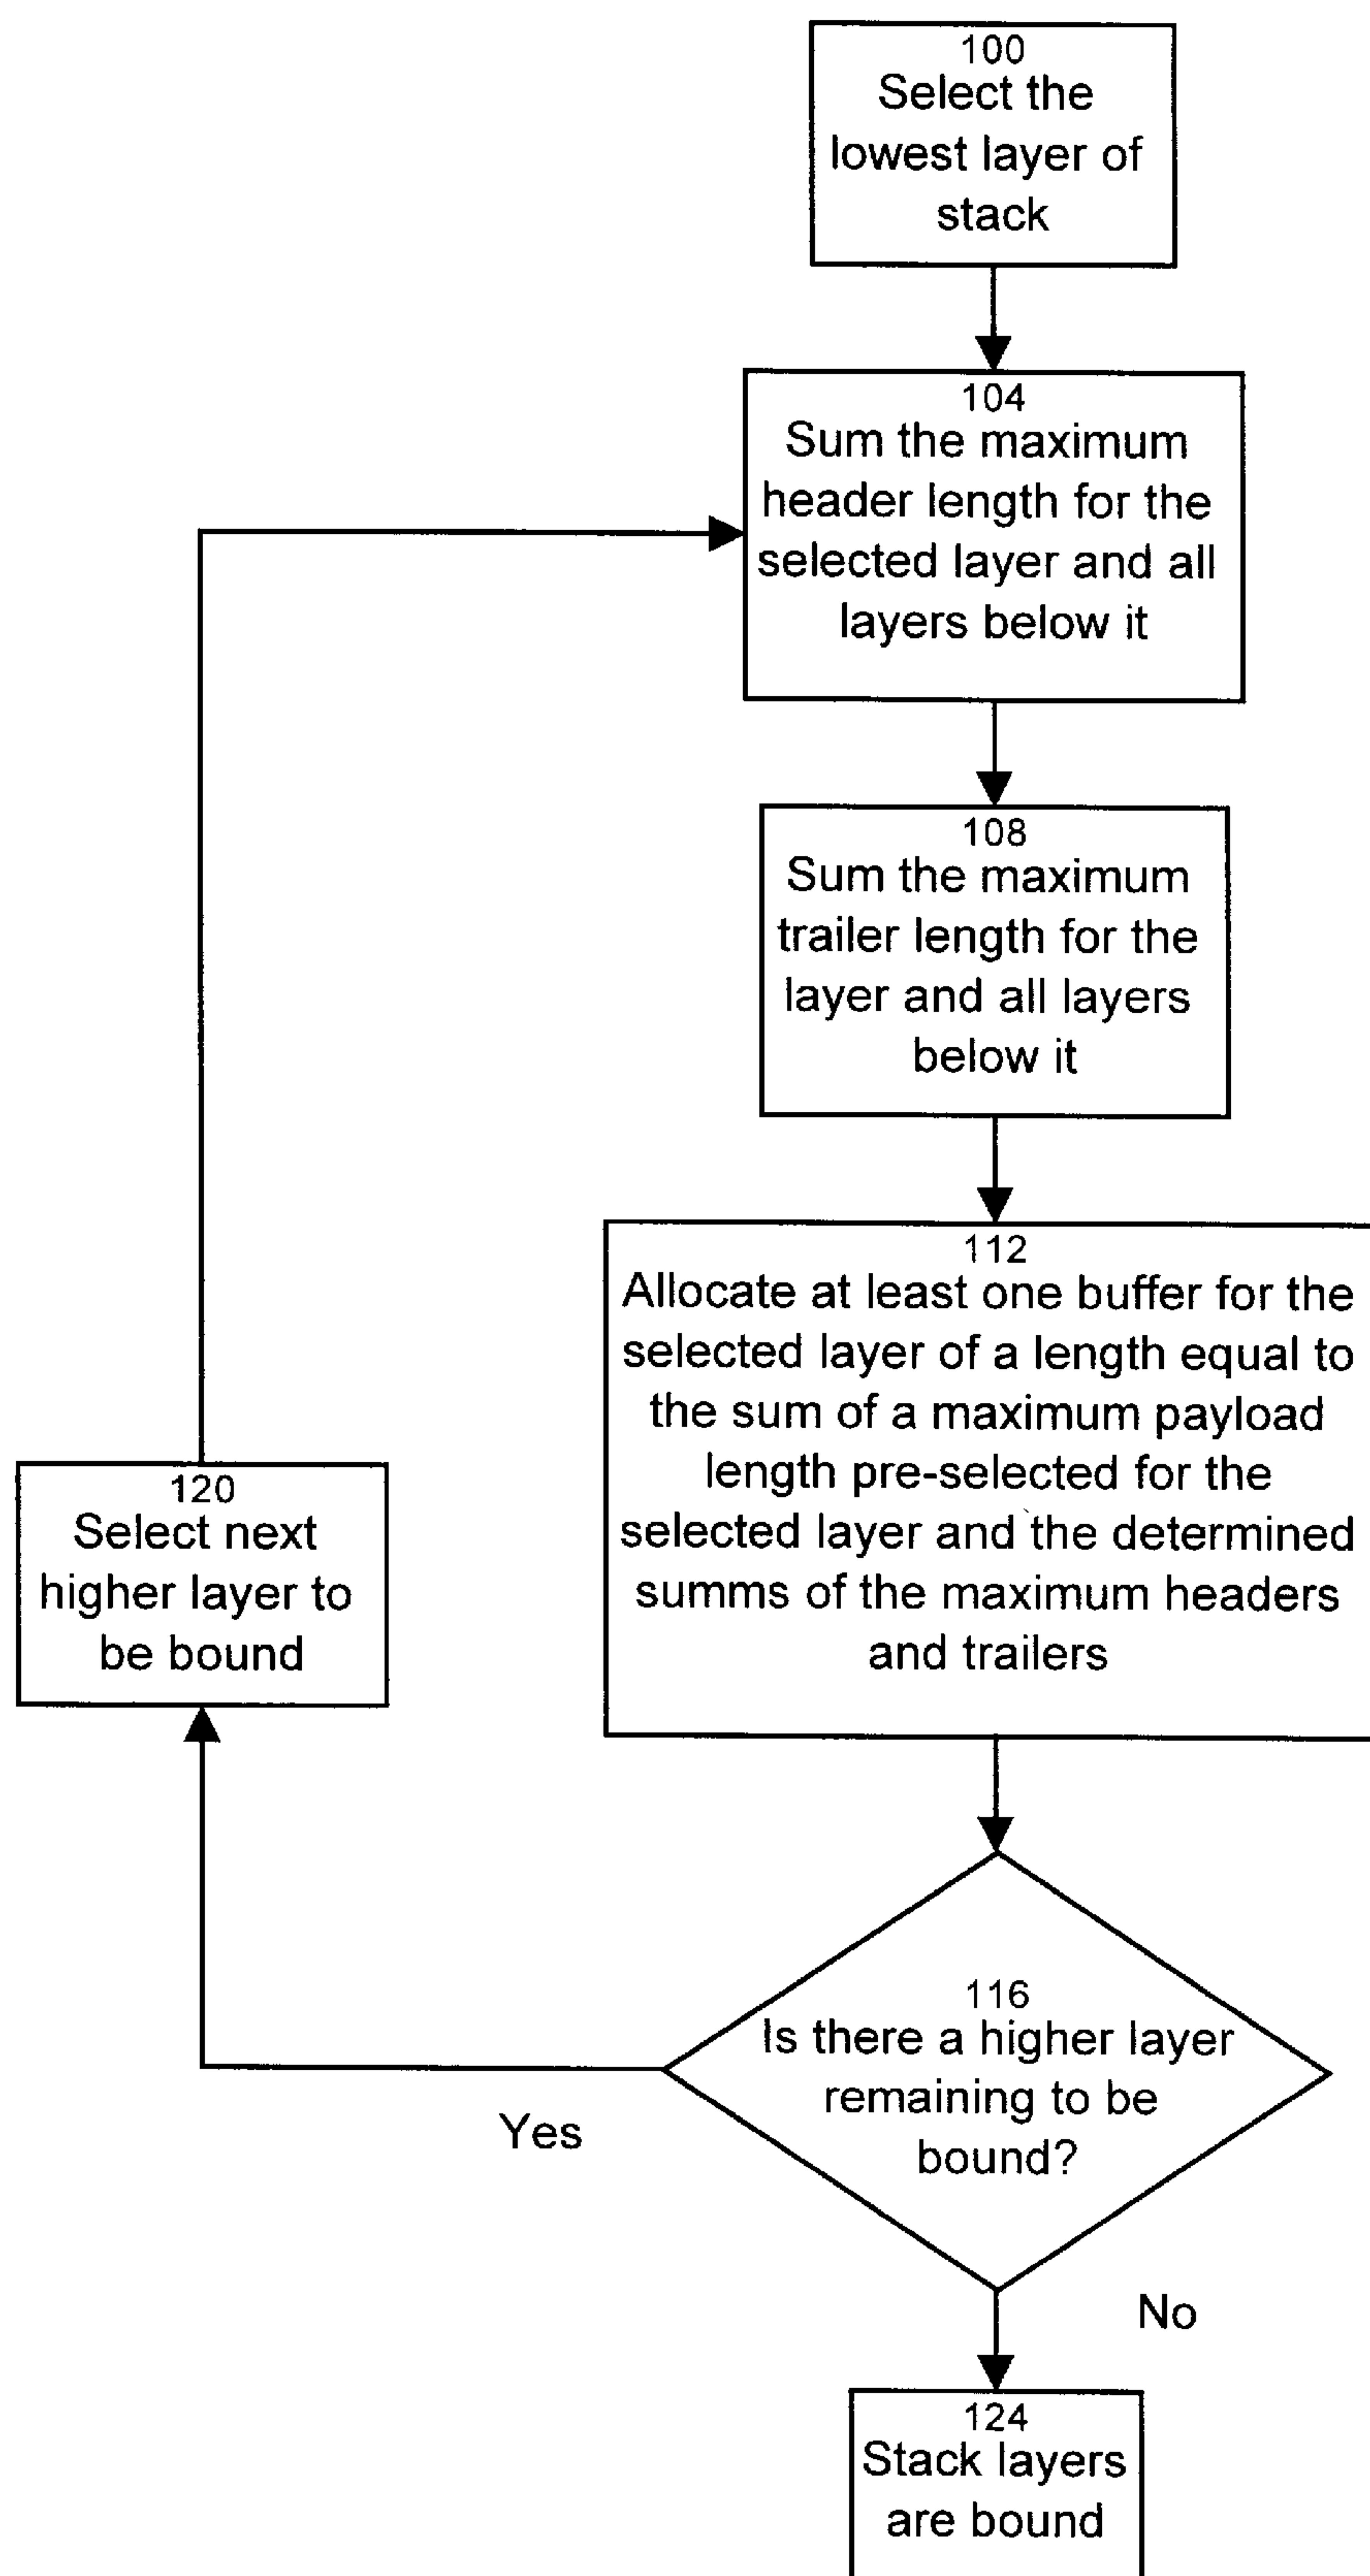 100
Select the
lowest layer of
stack
104
Sum the maximum
header length for the
selected layer and all
layers below it
108
Sum the maximum
trailer length for the
layer and all layers
below it
112
Allocate at least one buffer for the
selected layer of a length equal to
the sum of a maximum payload
length pre-selected for the
selected layer and the determined
summs of the maximum headers
and trailers
120
Select next
higher layer to
be bound
116
Is there a higher layer
remaining to be
bound?
Yes
No
124
Stack layers
are bound